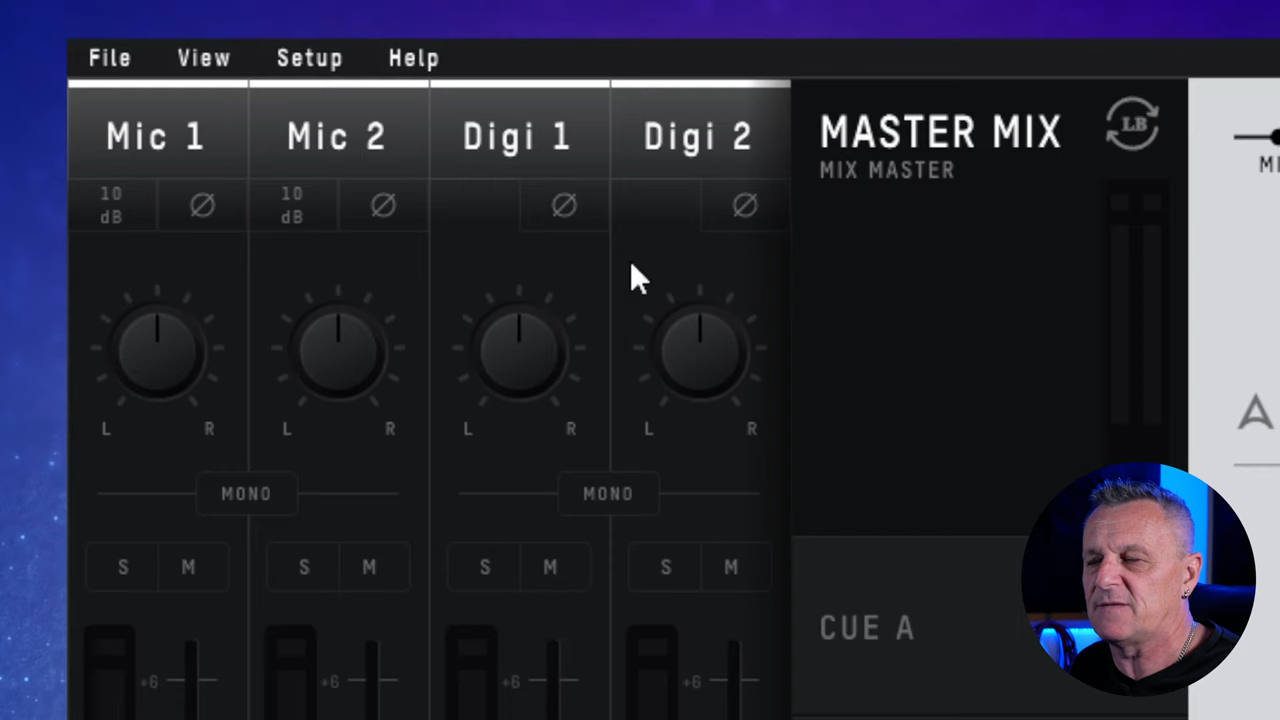 File View Setup Help
Mic 1 Mic 2 Digi 1 Digi 2
MASTER MIX
LB
MIX MASTER
10 dB Ø 10 dB Ø Ø Ø
L R L R L R L R
MONO MONO
S M S M S M S M
CUE A
+6 +6 +6 +6